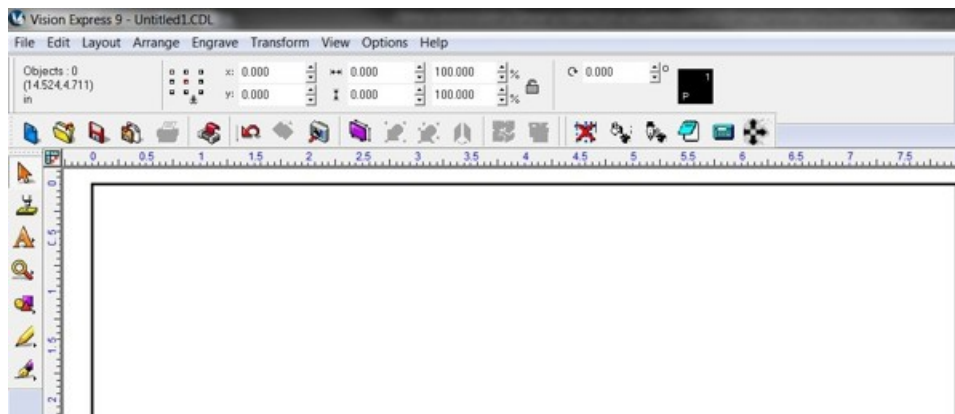 Vision Express 9 - Untitled1.CDL
File Edit Layout Arrange Engrave Transform View Options Help
Objects : 0
(14.524,4.711)
in
x: 0.000
y: 0.000
0.000
0.000
100.000 %
100.000 %
0.000 °
1
P
0 0.5 1 1.5 2 2.5 3 3.5 4 4.5 5 5.5 6 6.5 7 7.5
0
0.5
1
1.5
2